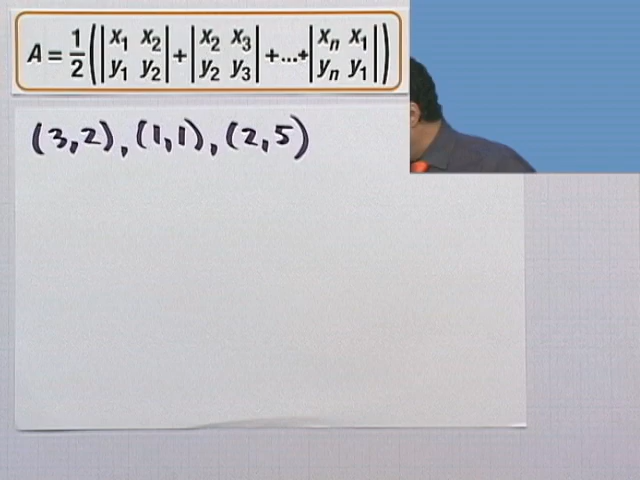 A = 1/2 (|x₁ x₂ / y₁ y₂| + |x₂ x₃ / y₂ y₃| + ...+ |xₙ x₁ / yₙ y₁|)
(3,2), (1,1), (2,5)